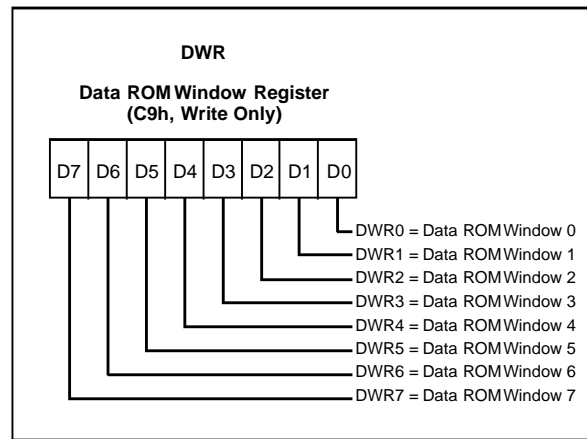 DWR
Data ROM Window Register
(C9h, Write Only)
D7 D6 D5 D4 D3 D2 D1 D0
DWR0 = Data ROM Window 0
DWR1 = Data ROM Window 1
DWR2 = Data ROM Window 2
DWR3 = Data ROM Window 3
DWR4 = Data ROM Window 4
DWR5 = Data ROM Window 5
DWR6 = Data ROM Window 6
DWR7 = Data ROM Window 7